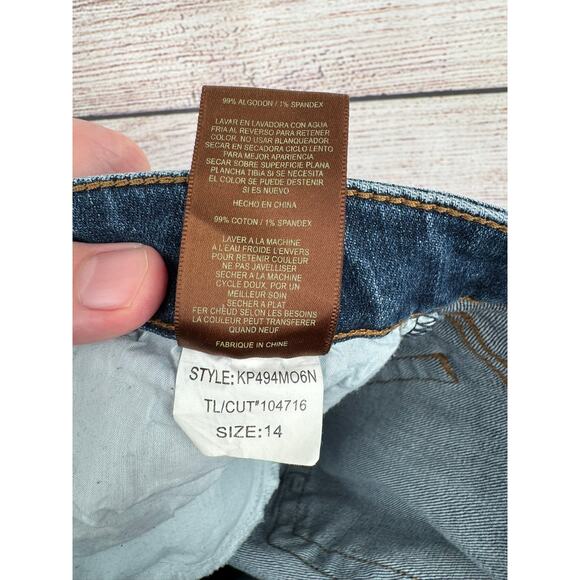 99% ALGODON / 1% SPANDEX
LAVAR EN LAVADORA CON AGUA
FRIA AL REVERSO PARA RETENER
COLOR. NO USAR BLANQUEADOR
SECAR EN SECADORA CICLO LENTO
PARA MEJOR APARIENCIA
SECAR SOBRE SUPERFICIE PLANA
PLANCHA TIBIA SI SE NECESITA
EL COLOR SE PUEDE DESTENIR
SI ES NUEVO
HECHO EN CHINA
99% COTON / 1% SPANDEX
LAVER A LA MACHINE
A L'EAU FROIDE L'ENVERS
POUR RETENIR COULEUR
NE PAS JAVELLISER
SECHER A LA MACHINE
CYCLE DOUX, POUR UN
MEILLEUR SOIN
SECHER A PLAT
FER CHEUD SELON LES BESOINS
LA COULEUR PEUT TRANSFERER
QUAND NEUF
FABRIQUE IN CHINE
STYLE: KP494MO6N
TL/CUT#104716
SIZE:14